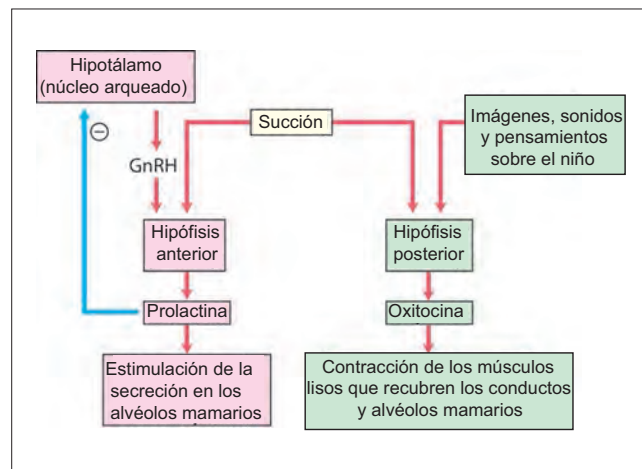 Hipotálamo
(núcleo arqueado)
Succión
Imágenes, sonidos
y pensamientos
sobre el niño
GnRH
Hipófisis
anterior
Hipófisis
posterior
Prolactina
Oxitocina
Estimulación de la
secreción en los
alvéolos mamarios
Contracción de los músculos
lisos que recubren los conductos
y alvéolos mamarios